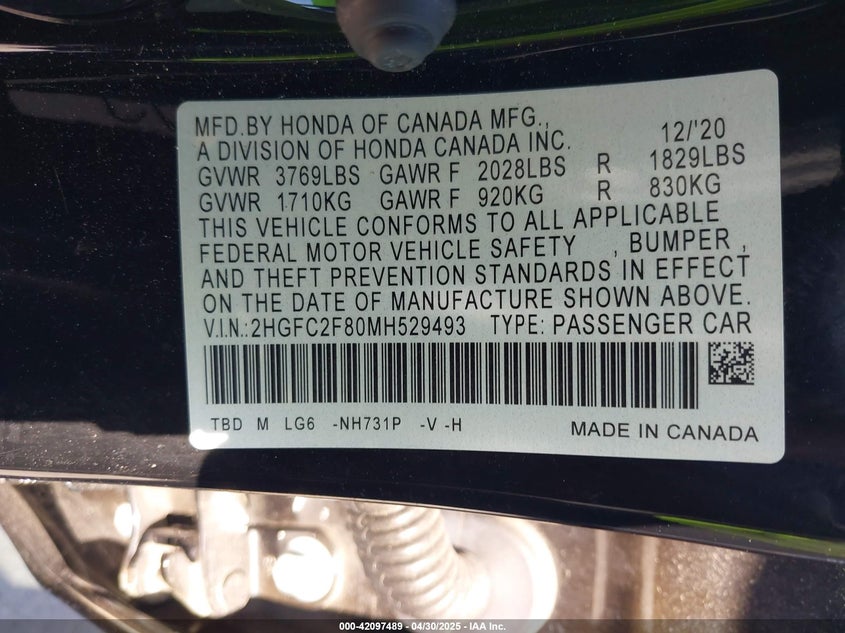 MFD.BY HONDA OF CANADA MFG.,
A DIVISION OF HONDA CANADA INC. 12/'20
GVWR 3769LBS GAWR F 2028LBS R 1829LBS
GVWR 1710KG GAWR F 920KG R 830KG
THIS VEHICLE CONFORMS TO ALL APPLICABLE
FEDERAL MOTOR VEHICLE SAFETY , BUMPER ,
AND THEFT PREVENTION STANDARDS IN EFFECT
ON THE DATE OF MANUFACTURE SHOWN ABOVE.
V.I.N.:2HGFC2F80MH529493 TYPE: PASSENGER CAR
TBD M LG6 -NH731P -V -H MADE IN CANADA
000-42097489 - 04/30/2025 - IAA Inc.